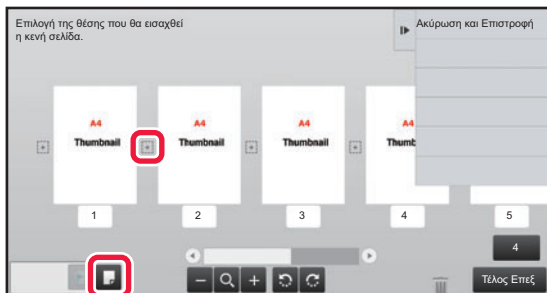 Επιλογή της θέσης που θα εισαχθεί
η κενή σελίδα.
Ακύρωση και Επιστροφή
A4
Thumbnail
A4
Thumbnail
A4
Thumbnail
A4
Thumb
1
2
3
4
5
4
Τέλος Επεξ